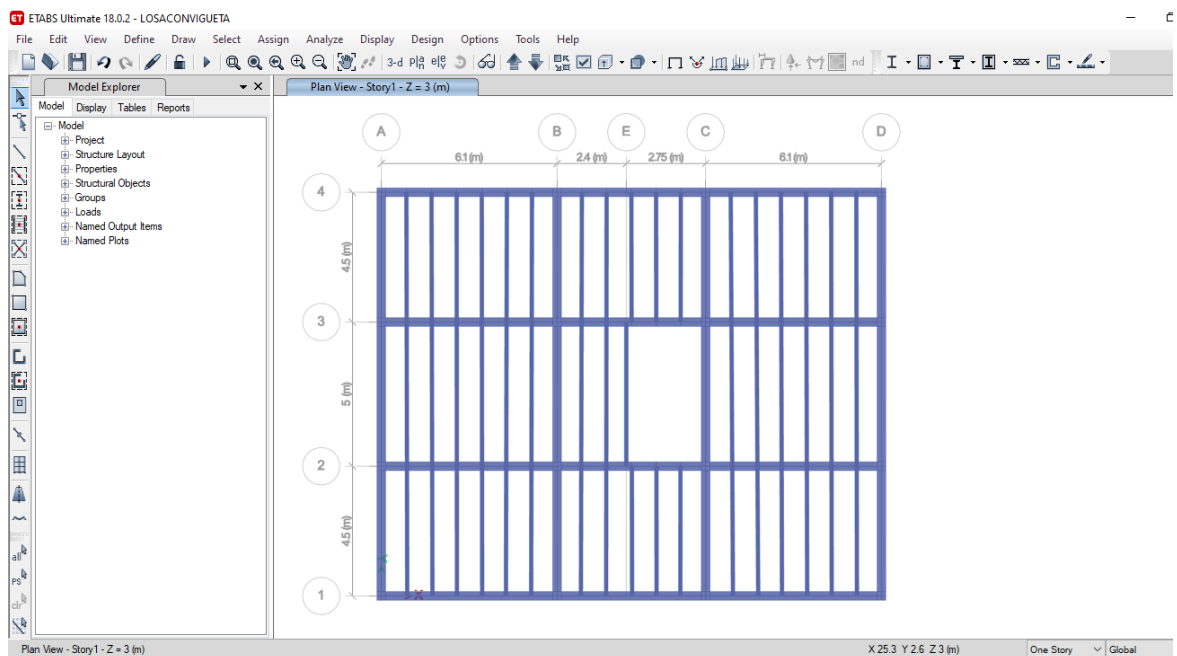 ETABS Ultimate 18.0.2 - LOSACONVIGUETA
File Edit View Define Draw Select Assign Analyze Display Design Options Tools Help
3-d nd
Model Explorer
Plan View - Story1 - Z = 3 (m)
Model Display Tables Reports
Model
Project
Structure Layout
Properties
Structural Objects
Groups
Loads
Named Output Items
Named Plots
A B E C D
6.1 (m) 2.4 (m) 2.75 (m) 6.1 (m)
4
4.5 (m)
3
5 (m)
2
4.5 (m)
1
X
all
ps
clr
Plan View - Story1 - Z = 3 (m)
X 25.3 Y 2.6 Z 3 (m)
One Story
Global